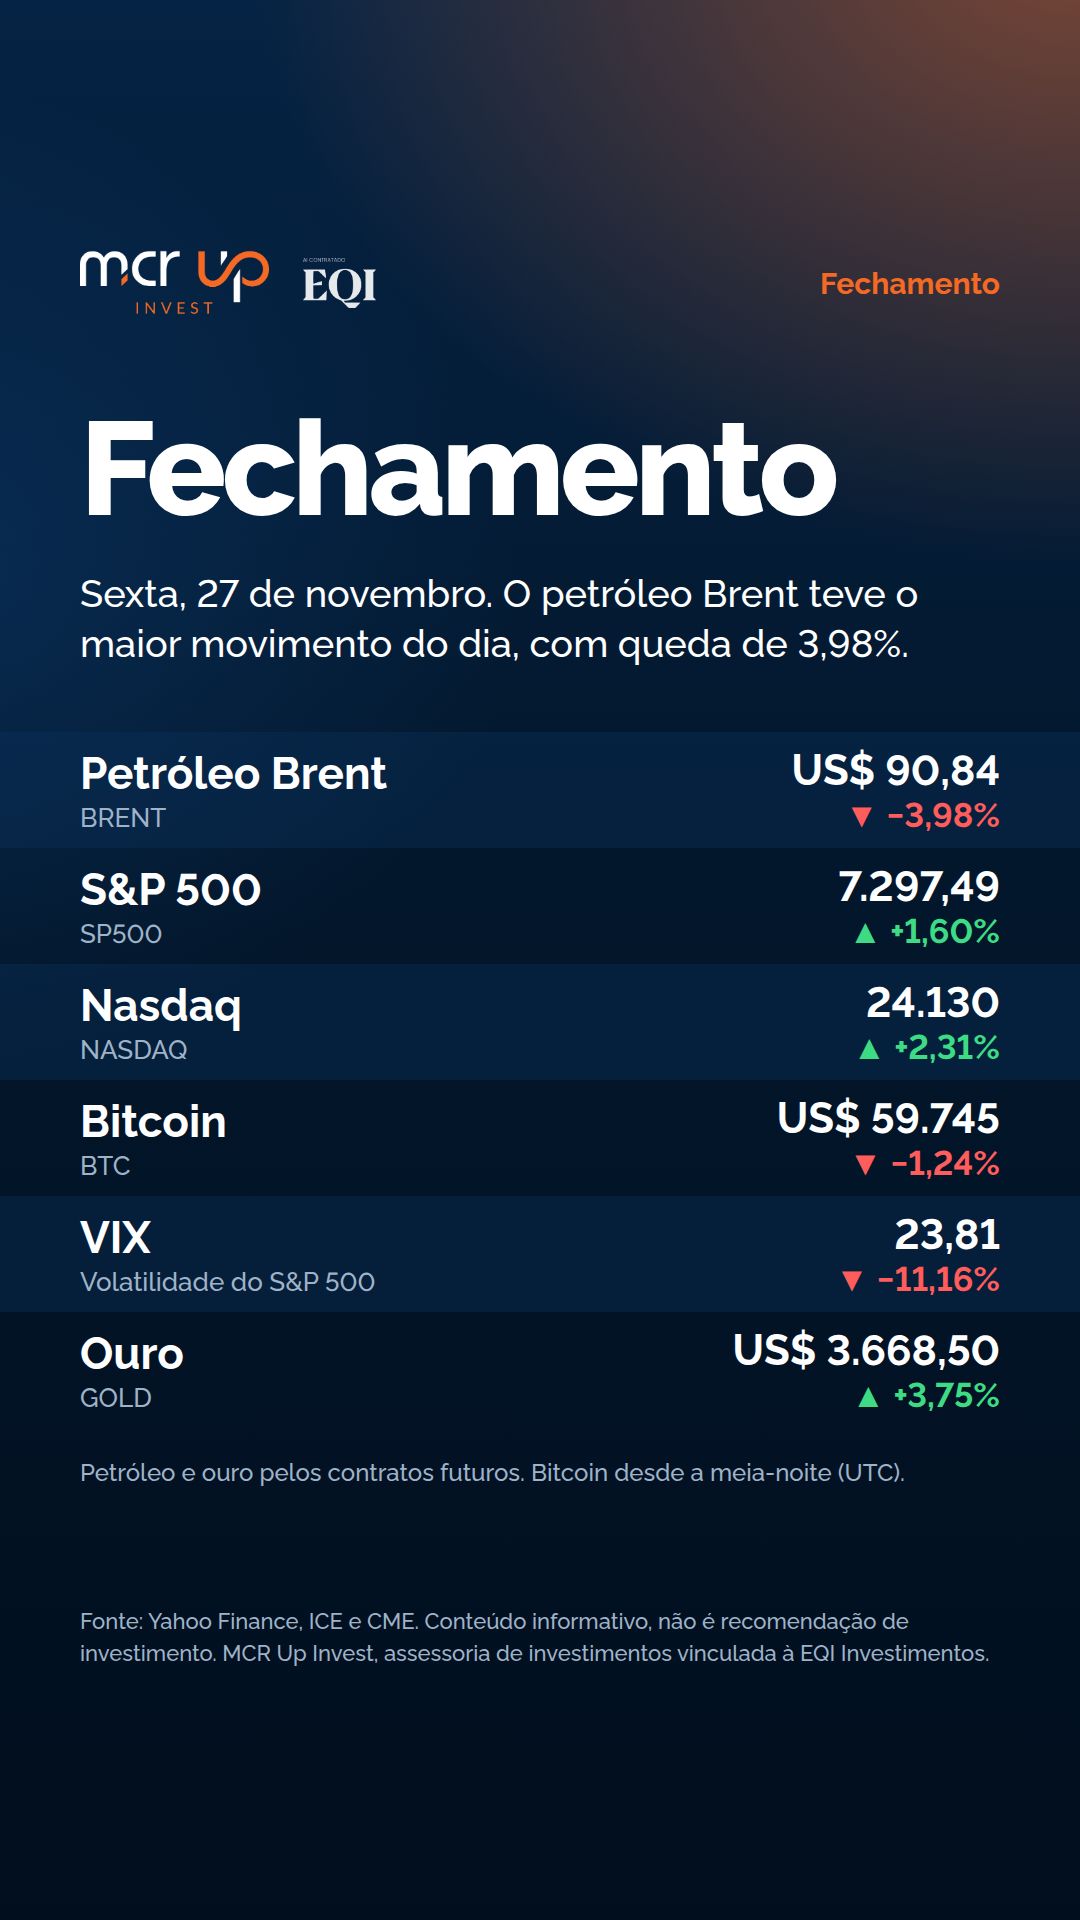 mcr up
INVEST
AI CONTRATADO
EQI
Fechamento
Fechamento
Sexta, 27 de novembro. O petróleo Brent teve o
maior movimento do dia, com queda de 3,98%.
Petróleo Brent
US$ 90,84
BRENT
▼ −3,98%
S&P 500
7.297,49
SP500
▲ +1,60%
Nasdaq
24.130
NASDAQ
▲ +2,31%
Bitcoin
US$ 59.745
BTC
▼ −1,24%
VIX
23,81
Volatilidade do S&P 500
▼ −11,16%
Ouro
US$ 3.668,50
GOLD
▲ +3,75%
Petróleo e ouro pelos contratos futuros. Bitcoin desde a meia-noite (UTC).
Fonte: Yahoo Finance, ICE e CME. Conteúdo informativo, não é recomendação de
investimento. MCR Up Invest, assessoria de investimentos vinculada à EQI Investimentos.